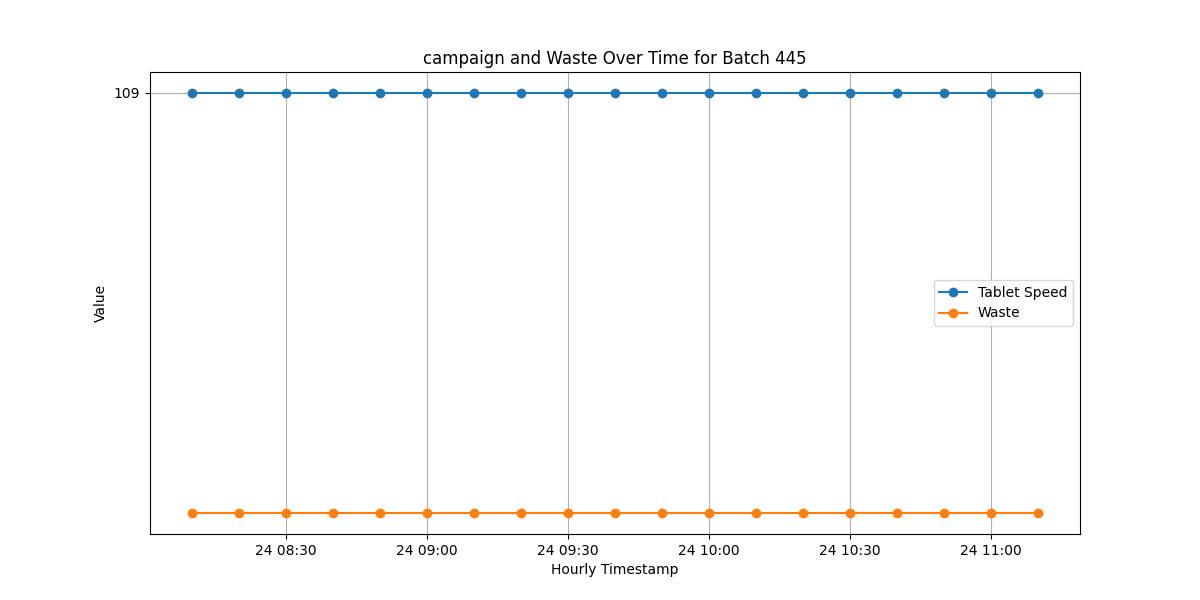 campaign and Waste Over Time for Batch 445
109
Value
Tablet Speed
Waste
24 08:30 24 09:00 24 09:30 24 10:00 24 10:30 24 11:00
Hourly Timestamp